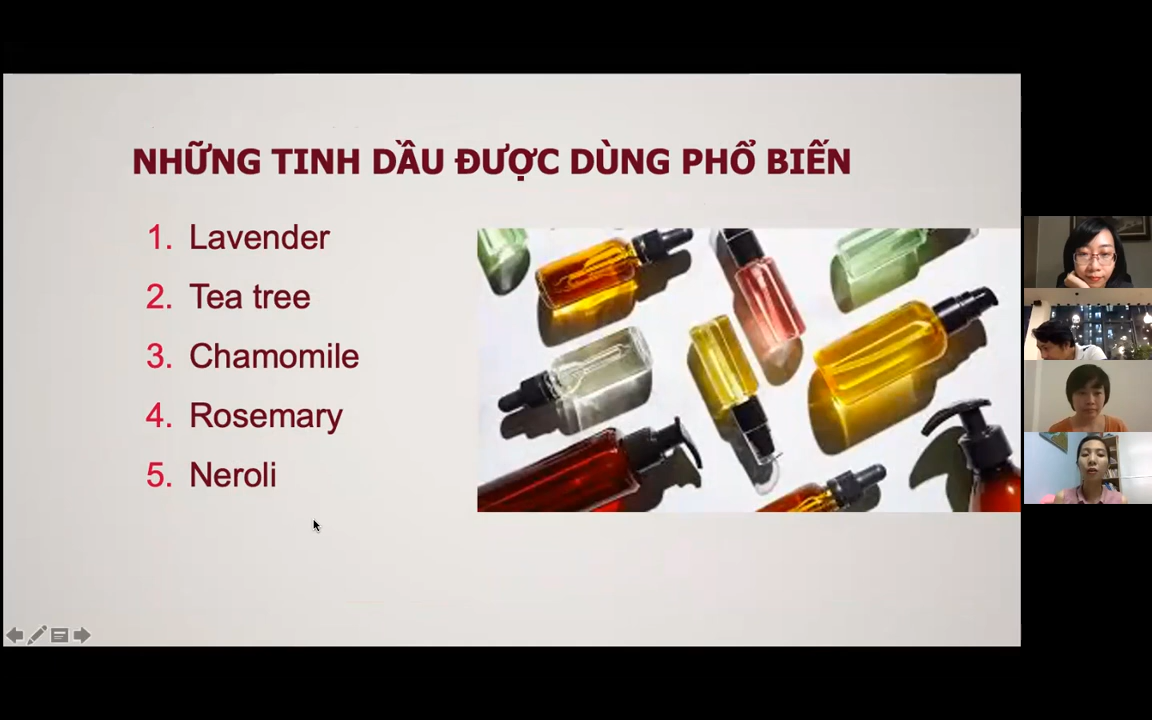 NHỮNG TINH DẦU ĐƯỢC DÙNG PHỔ BIẾN
1. Lavender
2. Tea tree
3. Chamomile
4. Rosemary
5. Neroli